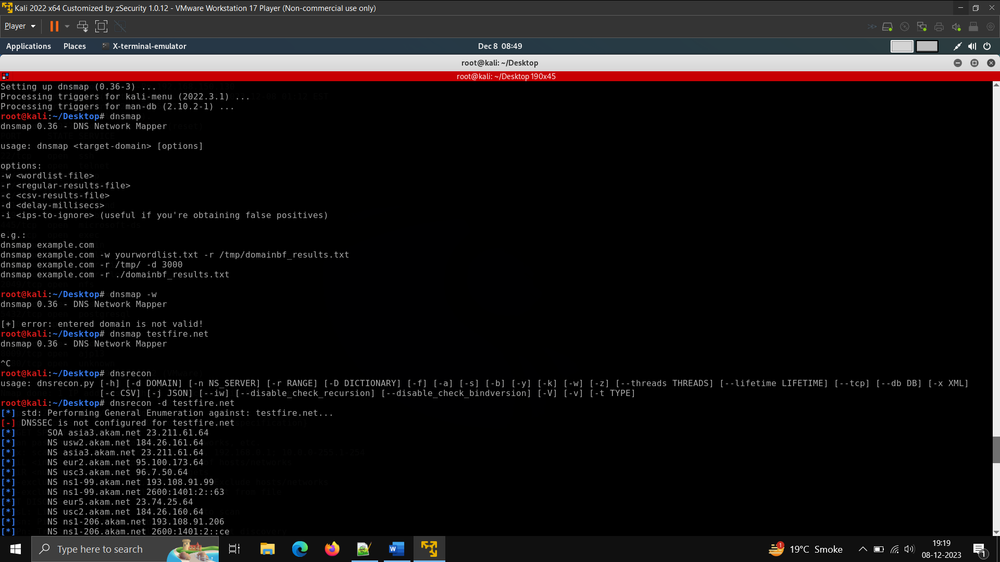 Kali 2022 x64 Customized by zSecurity 1.0.12 - VMware Workstation 17 Player (Non-commercial use only)
Player
Applications Places X-terminal-emulator Dec 8 08:49
root@kali: ~/Desktop
root@kali: ~/Desktop 190x45
Setting up dnsmap (0.36-3) ...
Processing triggers for kali-menu (2022.3.1) ...
Processing triggers for man-db (2.10.2-1) ...
root@kali:~/Desktop# dnsmap
dnsmap 0.36 - DNS Network Mapper
usage: dnsmap <target-domain> [options]
options:
-w <wordlist-file>
-r <regular-results-file>
-c <csv-results-file>
-d <delay-millisecs>
-i <ips-to-ignore> (useful if you're obtaining false positives)
e.g.:
dnsmap example.com
dnsmap example.com -w yourwordlist.txt -r /tmp/domainbf_results.txt
dnsmap example.com -r /tmp/ -d 3000
dnsmap example.com -r ./domainbf_results.txt
root@kali:~/Desktop# dnsmap -w
dnsmap 0.36 - DNS Network Mapper
[+] error: entered domain is not valid!
root@kali:~/Desktop# dnsmap testfire.net
dnsmap 0.36 - DNS Network Mapper
^C
root@kali:~/Desktop# dnsrecon
usage: dnsrecon.py [-h] [-d DOMAIN] [-n NS_SERVER] [-r RANGE] [-D DICTIONARY] [-f] [-a] [-s] [-b] [-y] [-k] [-w] [-z] [--threads THREADS] [--lifetime LIFETIME] [--tcp] [--db DB] [-x XML]
[-c CSV] [-j JSON] [--iw] [--disable_check_recursion] [--disable_check_bindversion] [-V] [-v] [-t TYPE]
root@kali:~/Desktop# dnsrecon -d testfire.net
[*] std: Performing General Enumeration against: testfire.net...
[-] DNSSEC is not configured for testfire.net
[*] SOA asia3.akam.net 23.211.61.64
[*] NS usw2.akam.net 184.26.161.64
[*] NS asia3.akam.net 23.211.61.64
[*] NS eur2.akam.net 95.100.173.64
[*] NS usc3.akam.net 96.7.50.64
[*] NS ns1-99.akam.net 193.108.91.99
[*] NS ns1-99.akam.net 2600:1401:2::63
[*] NS eur5.akam.net 23.74.25.64
[*] NS usc2.akam.net 184.26.160.64
[*] NS ns1-206.akam.net 193.108.91.206
[*] NS ns1-206.akam.net 2600:1401:2::ce
Type here to search
1
19°C Smoke
19:19
08-12-2023
1